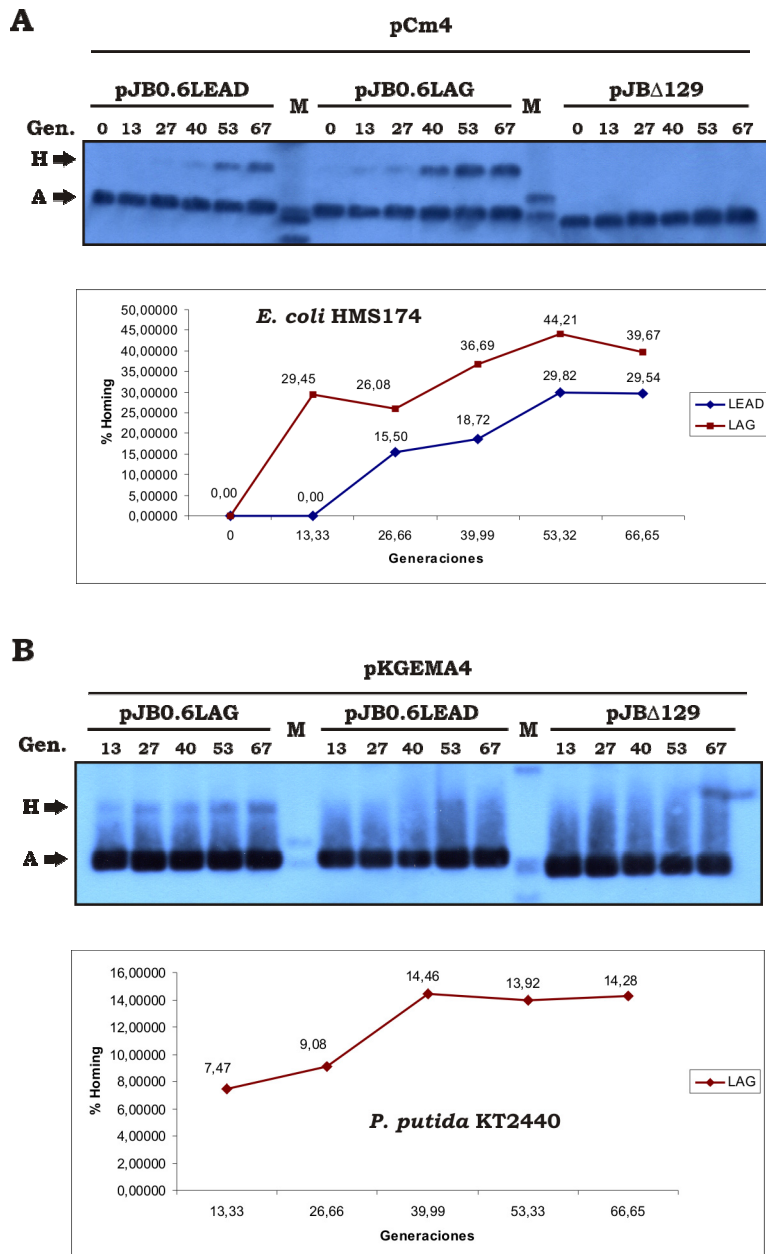 A
pCm4
pJB0.6LEAD M pJB0.6LAG M pJBΔ129
Gen. 0 13 27 40 53 67 0 13 27 40 53 67 0 13 27 40 53 67
H
A
50,00000
45,00000
40,00000
35,00000
30,00000
25,00000
20,00000
15,00000
10,00000
5,00000
0,00000
% Homing
E. coli HMS174
0,00
29,45
26,08
36,69
44,21
39,67
0,00
15,50
18,72
29,82
29,54
LEAD
LAG
0 13,33 26,66 39,99 53,32 66,65
Generaciones
B
pKGEMA4
pJB0.6LAG M pJB0.6LEAD M pJBΔ129
Gen. 13 27 40 53 67 13 27 40 53 67 13 27 40 53 67
H
A
16,00000
14,00000
12,00000
10,00000
8,00000
6,00000
4,00000
2,00000
0,00000
% Homing
7,47
9,08
14,46
13,92
14,28
LAG
P. putida KT2440
13,33 26,66 39,99 53,33 66,65
Generaciones